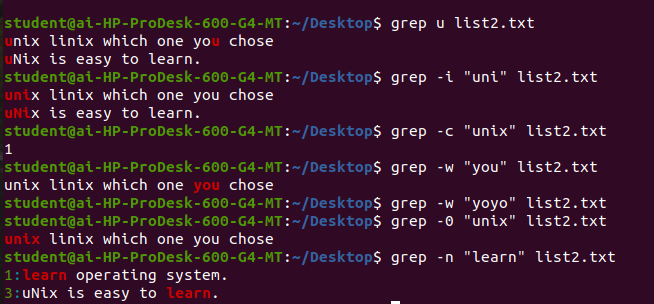 student@ai-HP-ProDesk-600-G4-MT:~/Desktop$ grep u list2.txt
unix linix which one you chose
uNix is easy to learn.
student@ai-HP-ProDesk-600-G4-MT:~/Desktop$ grep -i "uni" list2.txt
unix linix which one you chose
uNix is easy to learn.
student@ai-HP-ProDesk-600-G4-MT:~/Desktop$ grep -c "unix" list2.txt
1
student@ai-HP-ProDesk-600-G4-MT:~/Desktop$ grep -w "you" list2.txt
unix linix which one you chose
student@ai-HP-ProDesk-600-G4-MT:~/Desktop$ grep -w "yoyo" list2.txt
student@ai-HP-ProDesk-600-G4-MT:~/Desktop$ grep -0 "unix" list2.txt
unix linix which one you chose
student@ai-HP-ProDesk-600-G4-MT:~/Desktop$ grep -n "learn" list2.txt
1:learn operating system.
3:uNix is easy to learn.